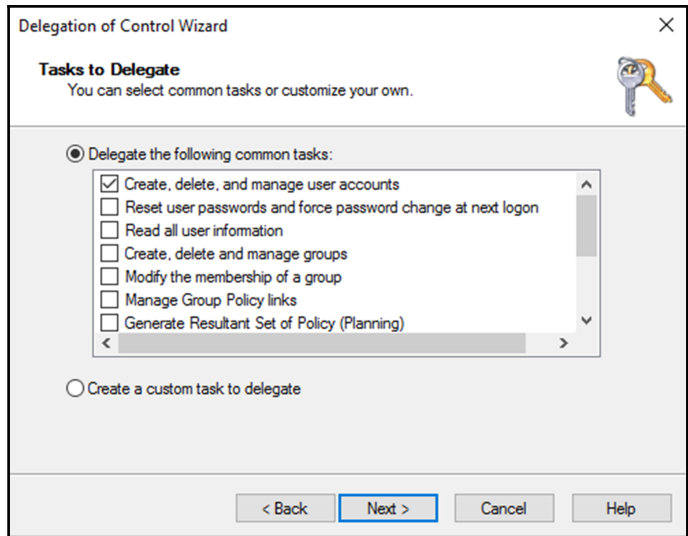 Delegation of Control Wizard
Tasks to Delegate
You can select common tasks or customize your own.
Delegate the following common tasks:
Create, delete, and manage user accounts
Reset user passwords and force password change at next logon
Read all user information
Create, delete and manage groups
Modify the membership of a group
Manage Group Policy links
Generate Resultant Set of Policy (Planning)
Create a custom task to delegate
< Back Next > Cancel Help